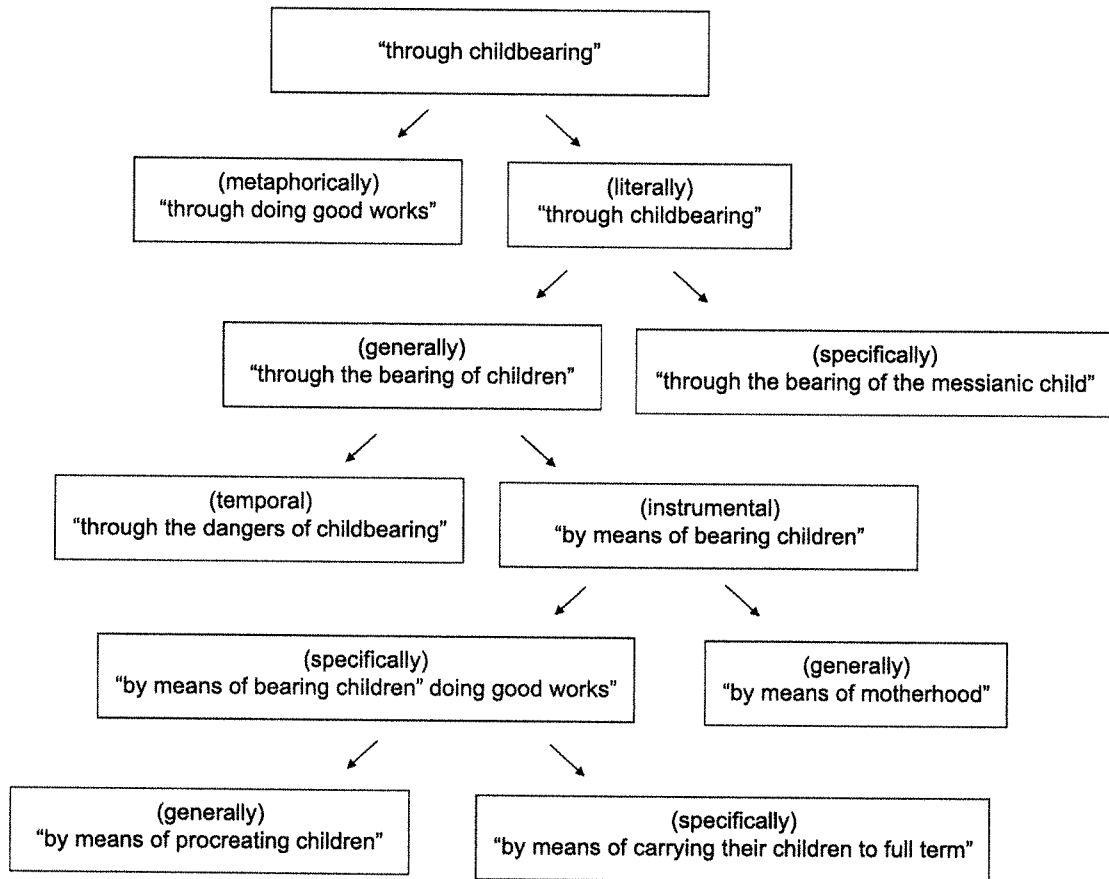 “through childbearing”
(metaphorically)
“through doing good works”
(literally)
“through childbearing”
(generally)
“through the bearing of children”
(specifically)
“through the bearing of the messianic child”
(temporal)
“through the dangers of childbearing”
(instrumental)
“by means of bearing children”
(specifically)
“by means of bearing children” doing good works”
(generally)
“by means of motherhood”
(generally)
“by means of procreating children”
(specifically)
“by means of carrying their children to full term”